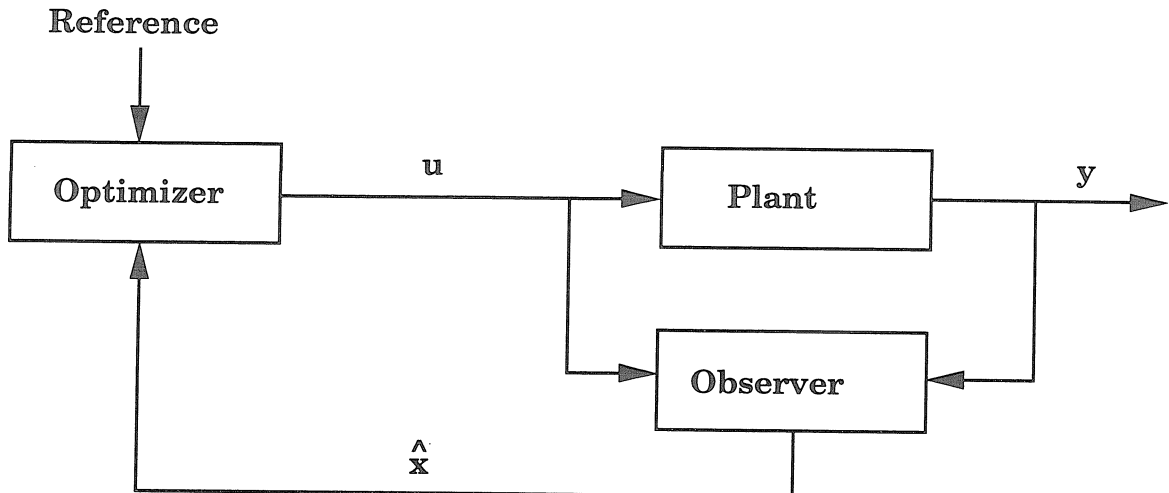 Reference
Optimizer
u
Plant
y
Observer
x̂